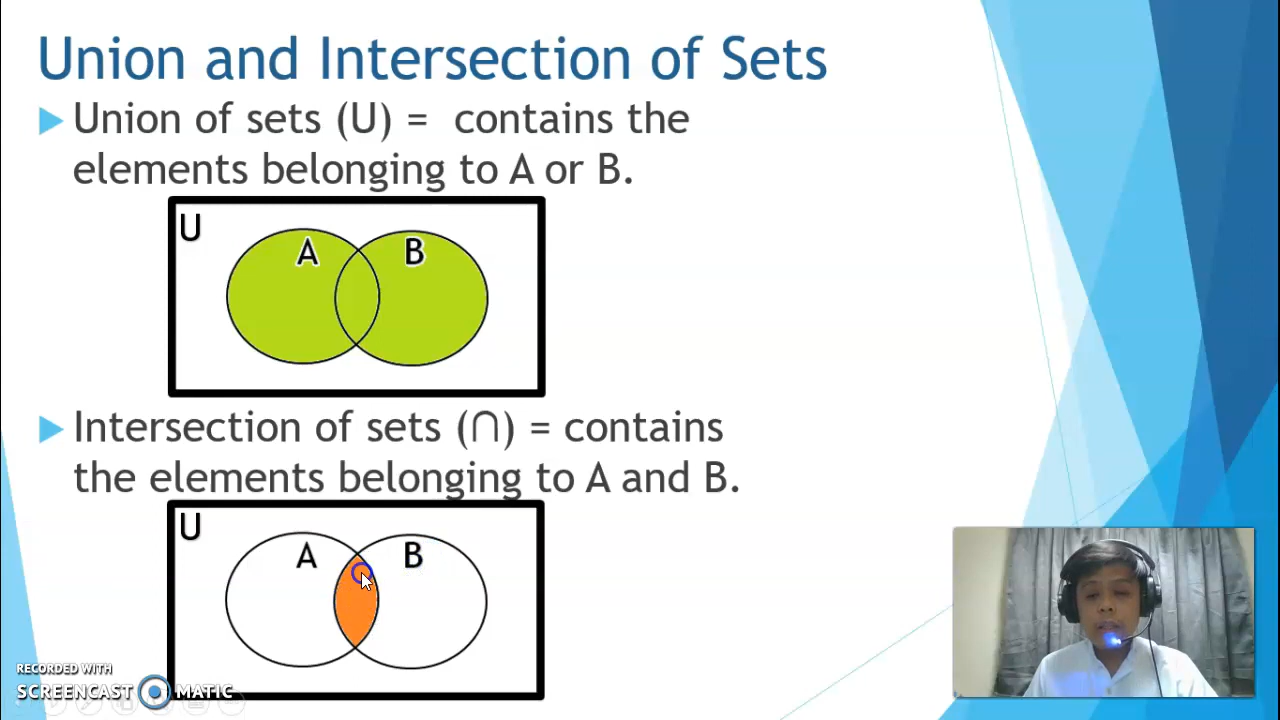 Union and Intersection of Sets
Union of sets (U) = contains the
elements belonging to A or B.
U
A B
Intersection of sets (∩) = contains
the elements belonging to A and B.
U
A B
RECORDED WITH
SCREENCAST MATIC